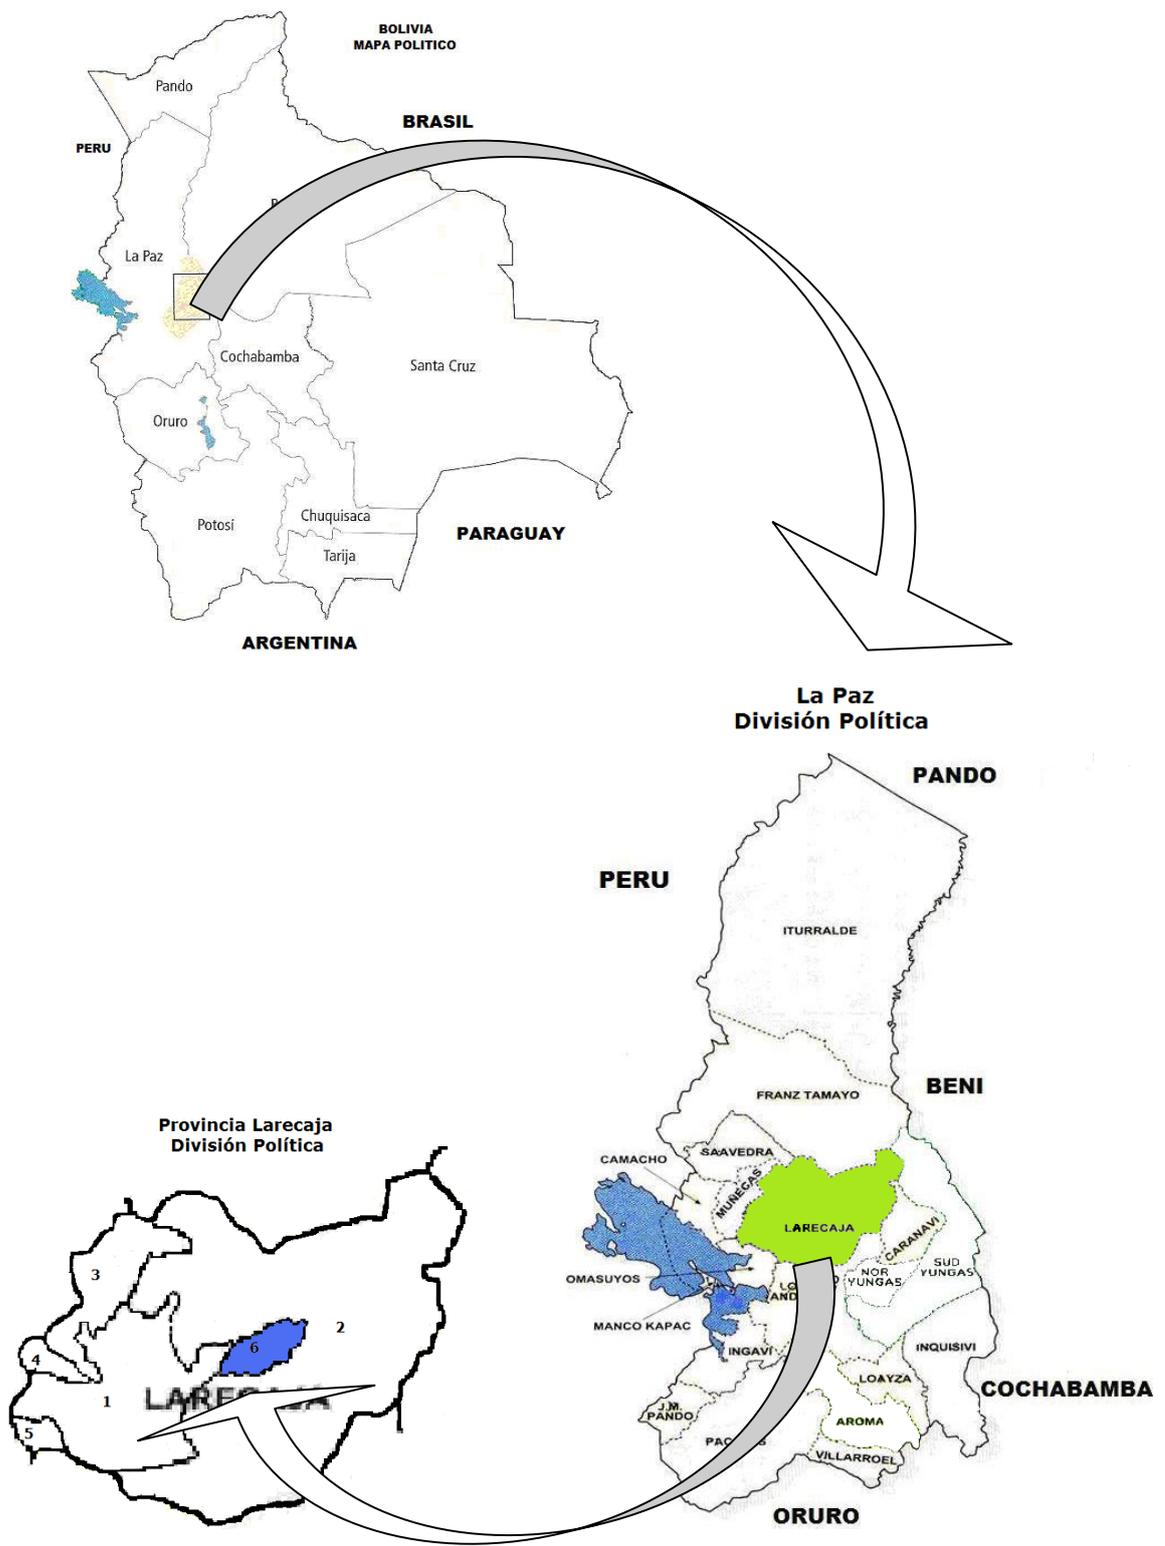 BOLIVIA
MAPA POLITICO
Pando
BRASIL
PERU
La Paz
Cochabamba
Santa Cruz
Oruro
Potosí
Chuquisaca
Tarija
PARAGUAY
ARGENTINA
La Paz
División Política
PANDO
PERU
ITURRALDE
BENI
FRANZ TAMAYO
SAAVEDRA
CAMACHO
MUÑEGAS
LARECAJA
CARANAVI
OMASUYOS
NOR
YUNGAS
SUD
YUNGAS
MANCO KAPAC
INGAVI
INQUISIVI
LOAYZA
COCHABAMBA
J.M.
PANDO
AROMA
VILLARROEL
ORURO
Provincia Larecaja
División Política
3
2
6
4
1
LARECAJA
5